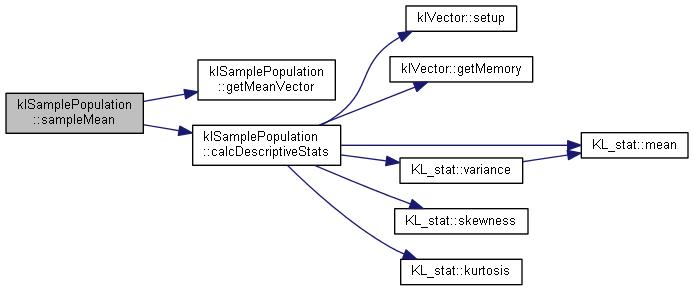 klSamplePopulation
::sampleMean
klSamplePopulation
::getMeanVector
klSamplePopulation
::calcDescriptiveStats
klVector::setup
klVector::getMemory
KL_stat::variance
KL_stat::skewness
KL_stat::kurtosis
KL_stat::mean